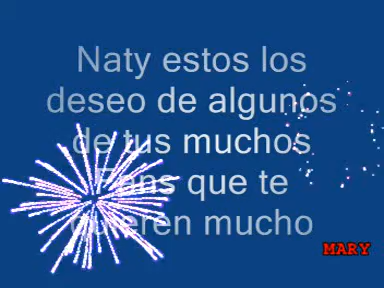 Naty estos los
deseo de algunos
de tus muchos
Fans que te
quieren mucho
MARY